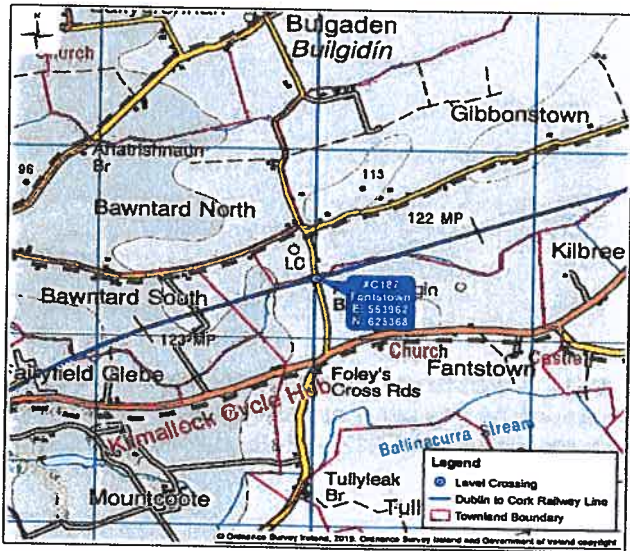 Bulgaden
Builgidín
Church
Gibbonstown
Ahatrishnaun
Br
96
113
Bawntard North
122 MP
LC
Kilbree
XC187
Fantstown
E: 553962
N: 625368
Bawntard South
123 MP
Church
Fantstown
Castle
Foley's
Cross Rds
Glebe
Kilmalleck Cycle Hub
Ballinacurra Stream
Mountcoote
Tullyleak
Br
Tull
Legend
Level Crossing
Dublin to Cork Railway Line
Townland Boundary
© Ordnance Survey Ireland, 2019. Ordnance Survey Ireland and Government of Ireland copyright